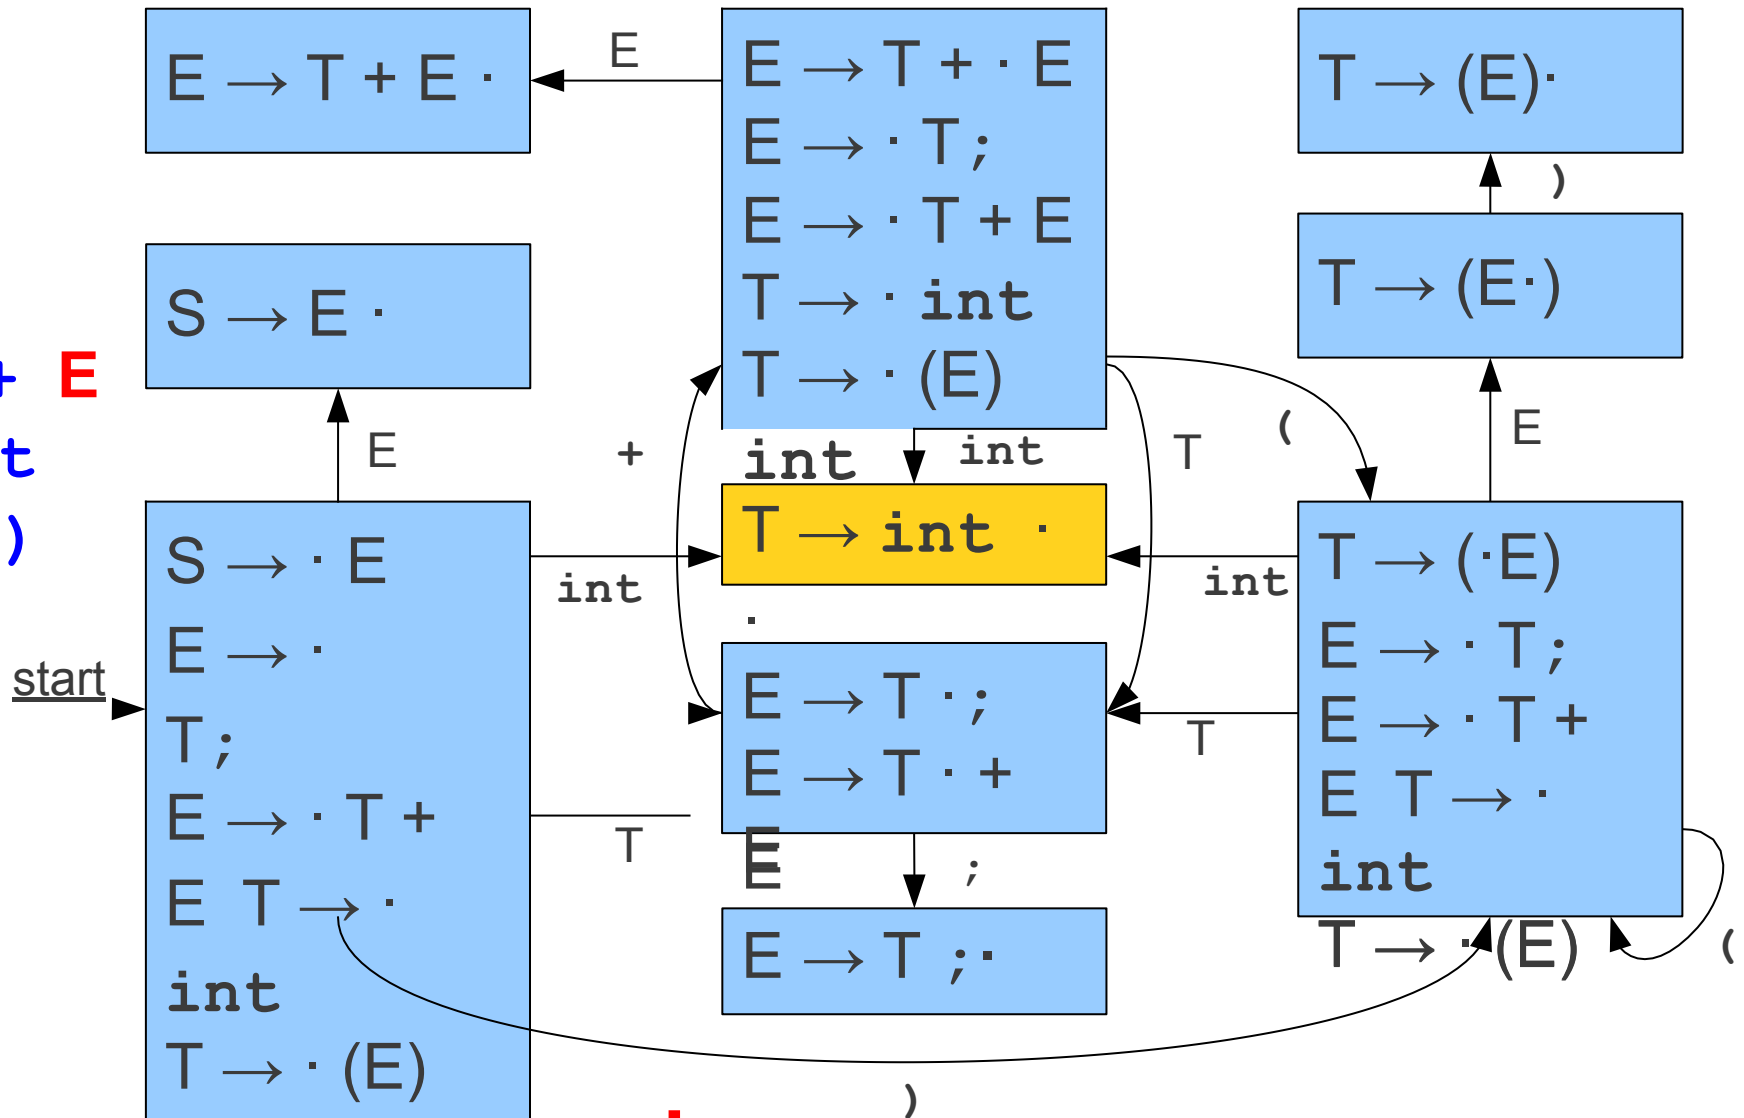 E → T + E ·
E
E → T + · E
E → · T ;
E → · T + E
T → · int
T → · (E)
int
T → (E)·
)
T → (E·)
E
S → E ·
E
+ E
t
)
+
int
T
(
T → int ·
·
int
int
start
S → · E
E → ·
T ;
E → · T +
E T → ·
int
T → · (E)
T
E → T · ;
E → T · +
E
E
;
T
E → T ; ·
T → (·E)
E → · T ;
E → · T +
E T → ·
int
T → · (E)
(
)